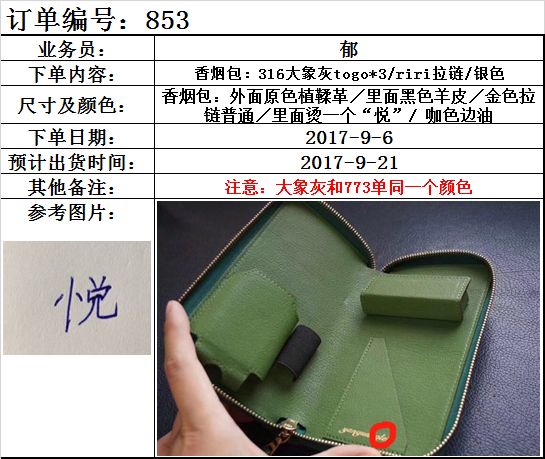 订单编号：853
业务员：
郁
下单内容：
香烟包：316大象灰togo*3/riri拉链/银色
尺寸及颜色：
香烟包：外面原色植鞣革／里面黑色羊皮／金色拉
链普通／里面烫一个“悦”/ 咖色边油
下单日期：
2017-9-6
预计出货时间：
2017-9-21
其他备注：
注意：大象灰和773单同一个颜色
参考图片：
悦